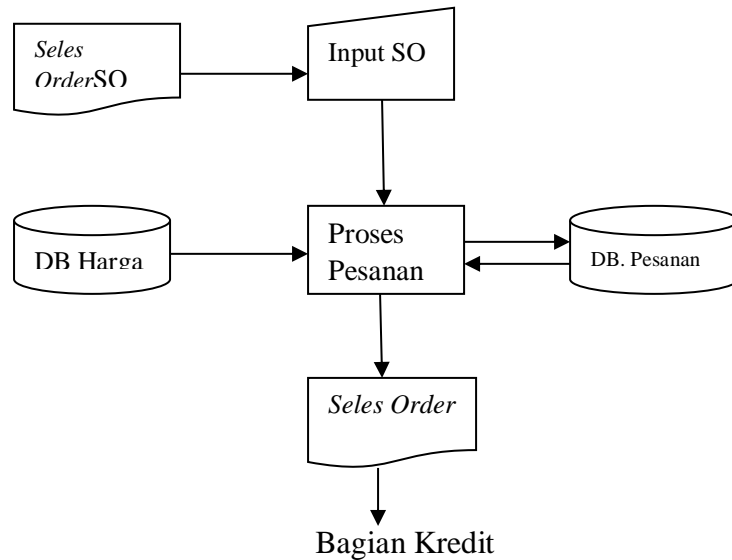 Seles
OrderSO
Input SO
DB Harga
Proses
Pesanan
DB. Pesanan
Seles Order
Bagian Kredit